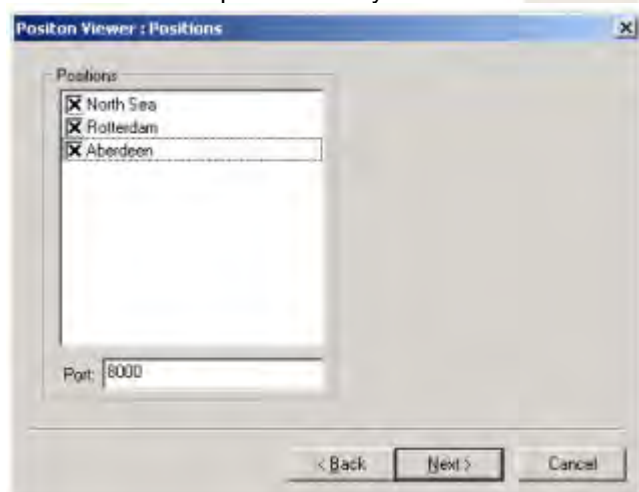 Positon Viewer : Positions
Positions
North Sea
Rotterdam
Aberdeen
Port: 8000
< Back
Next >
Cancel